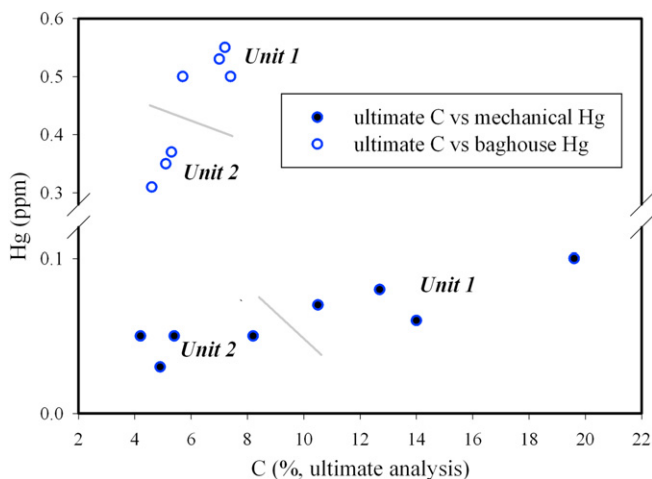 0.6
Unit 1
0.5
ultimate C vs mechanical Hg
ultimate C vs baghouse Hg
0.4
Unit 2
0.3
Hg (ppm)
0.1
Unit 1
Unit 2
0.0
2 4 6 8 10 12 14 16 18 20 22
C (%, ultimate analysis)